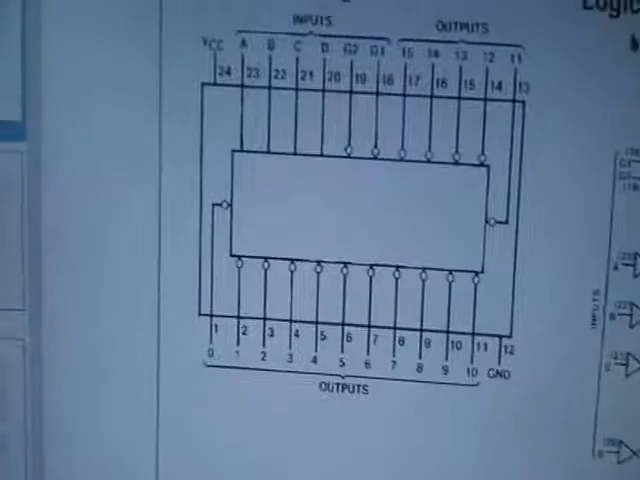 Logic
INPUTS OUTPUTS
VCC A B C D G2 G1 15 14 13 12 11
24 23 22 21 20 19 18 17 16 15 14 13
1 2 3 4 5 6 7 8 9 10 11 12
0 1 2 3 4 5 6 7 8 9 10 GND
OUTPUTS
INPUTS